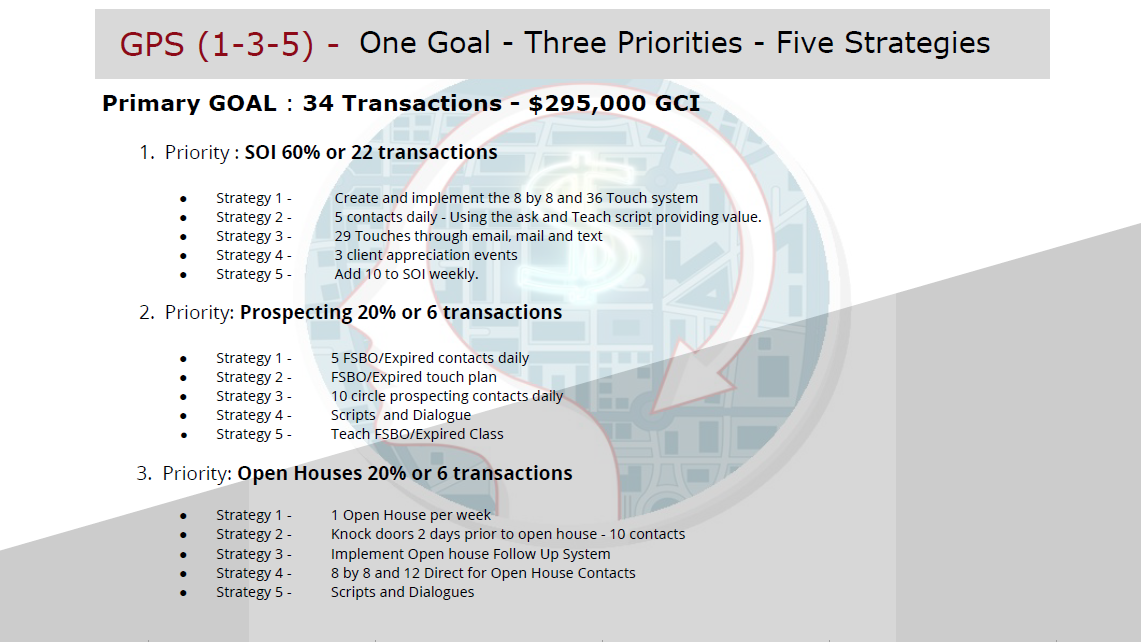 GPS (1-3-5) - One Goal - Three Priorities - Five Strategies
Primary GOAL : 34 Transactions - $295,000 GCI
1. Priority : SOI 60% or 22 transactions
● Strategy 1 - Create and implement the 8 by 8 and 36 Touch system
● Strategy 2 - 5 contacts daily - Using the ask and Teach script providing value.
● Strategy 3 - 29 Touches through email, mail and text
● Strategy 4 - 3 client appreciation events
● Strategy 5 - Add 10 to SOI weekly.
2. Priority: Prospecting 20% or 6 transactions
● Strategy 1 - 5 FSBO/Expired contacts daily
● Strategy 2 - FSBO/Expired touch plan
● Strategy 3 - 10 circle prospecting contacts daily
● Strategy 4 - Scripts and Dialogue
● Strategy 5 - Teach FSBO/Expired Class
3. Priority: Open Houses 20% or 6 transactions
● Strategy 1 - 1 Open House per week
● Strategy 2 - Knock doors 2 days prior to open house - 10 contacts
● Strategy 3 - Implement Open house Follow Up System
● Strategy 4 - 8 by 8 and 12 Direct for Open House Contacts
● Strategy 5 - Scripts and Dialogues